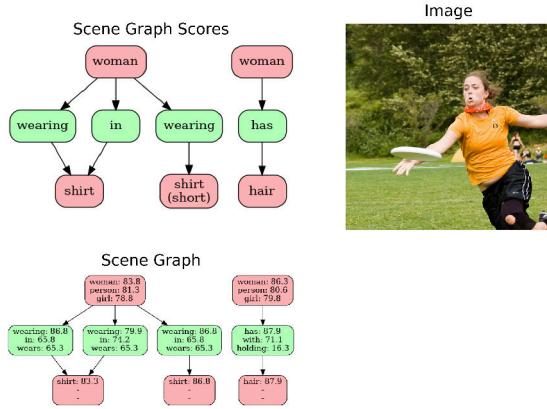 Scene Graph Scores
woman
woman
wearing
in
wearing
has
shirt
shirt
(short)
hair
Image
Scene Graph
woman: 83.8
person: 81.3
girl: 78.8
woman: 86.3
person: 80.6
girl: 79.8
wearing: 86.8
in: 65.8
wears: 65.3
wearing: 79.9
in: 74.2
wears: 65.3
wearing: 86.8
in: 65.8
wears: 65.3
has: 87.9
with: 71.1
holding: 16.3
shirt: 83.3
-
-
shirt: 86.8
-
-
hair: 87.9
-
-